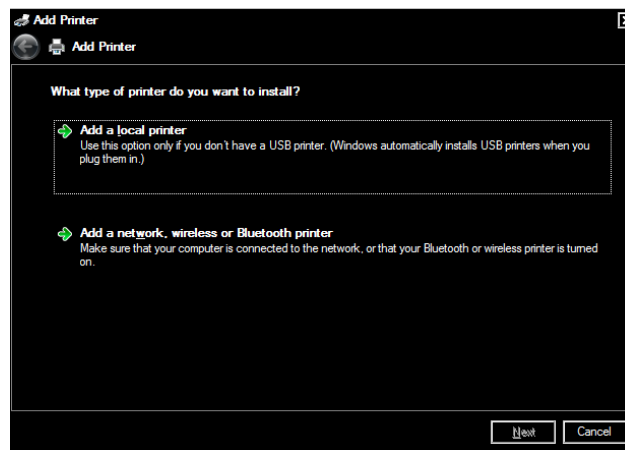 Add Printer
Add Printer
What type of printer do you want to install?
Add a local printer
Use this option only if you don't have a USB printer. (Windows automatically installs USB printers when you
plug them in.)
Add a network, wireless or Bluetooth printer
Make sure that your computer is connected to the network, or that your Bluetooth or wireless printer is turned
on.
Next Cancel